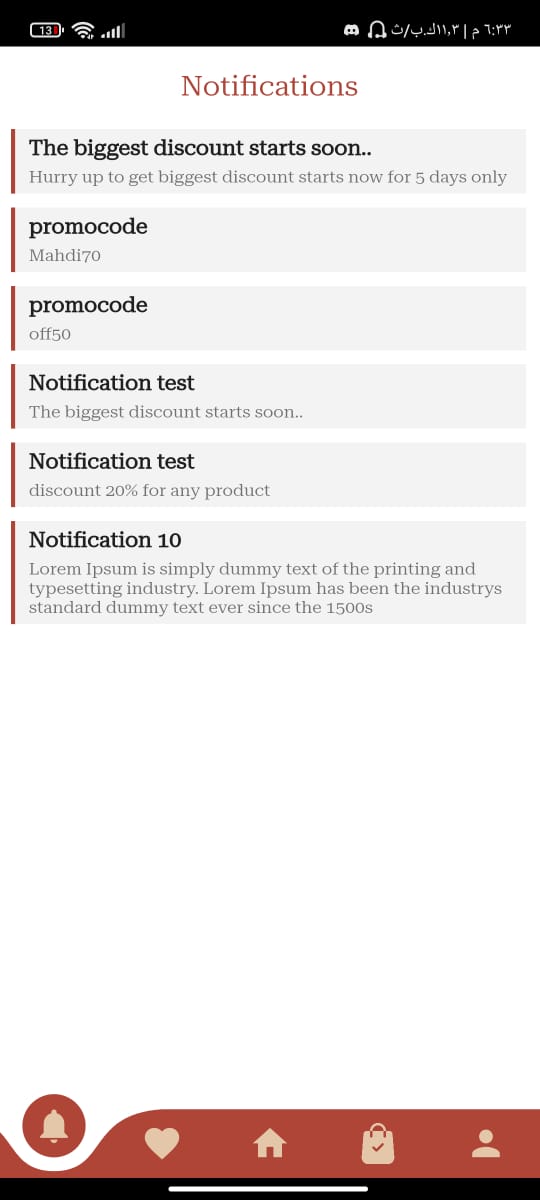 13
٦:٣٣ م | ١١,٣ك.ب/ث
Notifications
The biggest discount starts soon..
Hurry up to get biggest discount starts now for 5 days only
promocode
Mahdi70
promocode
off50
Notification test
The biggest discount starts soon..
Notification test
discount 20% for any product
Notification 10
Lorem Ipsum is simply dummy text of the printing and
typesetting industry. Lorem Ipsum has been the industrys
standard dummy text ever since the 1500s